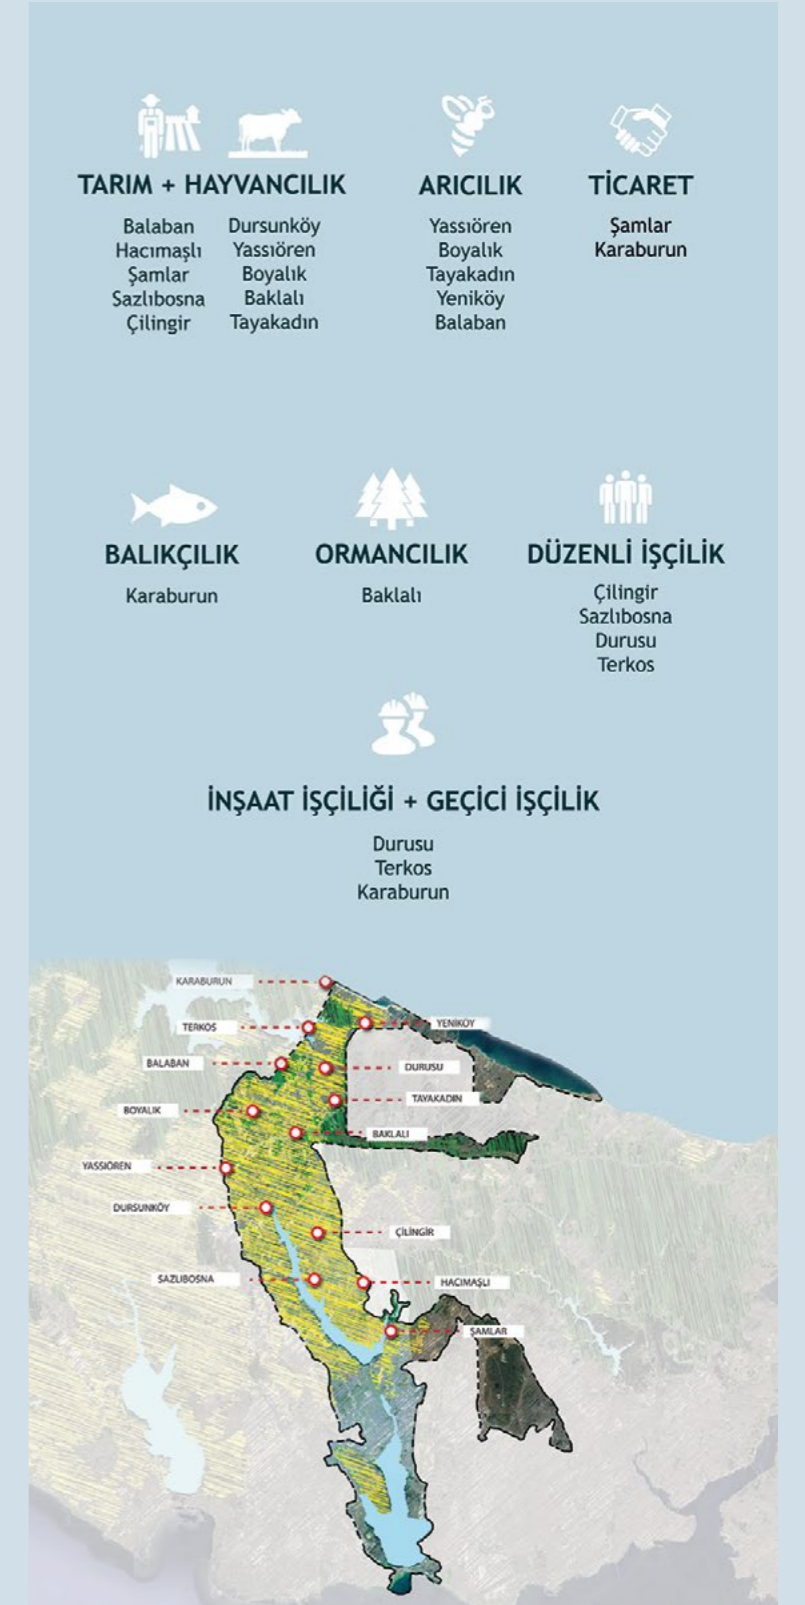 TARIM + HAYVANCILIK
Balaban
Hacımaşlı
Şamlar
Sazlıbosna
Çilingir
Dursunköy
Yassıören
Boyalık
Baklalı
Tayakadın
ARICILIK
Yassıören
Boyalık
Tayakadın
Yeniköy
Balaban
TİCARET
Şamlar
Karaburun
BALIKÇILIK
Karaburun
ORMANCILIK
Baklalı
DÜZENLİ İŞÇİLİK
Çilingir
Sazlıbosna
Durusu
Terkos
İNŞAAT İŞÇİLİĞİ + GEÇİCİ İŞÇİLİK
Durusu
Terkos
Karaburun
KARABURUN
TERKOS
YENİKÖY
BALABAN
DURUSU
TAYAKADIN
BOYALIK
BAKLALI
YASSIÖREN
DURSUNKÖY
ÇİLİNGİR
SAZLIBOSNA
HACIMAŞLI
ŞAMLAR